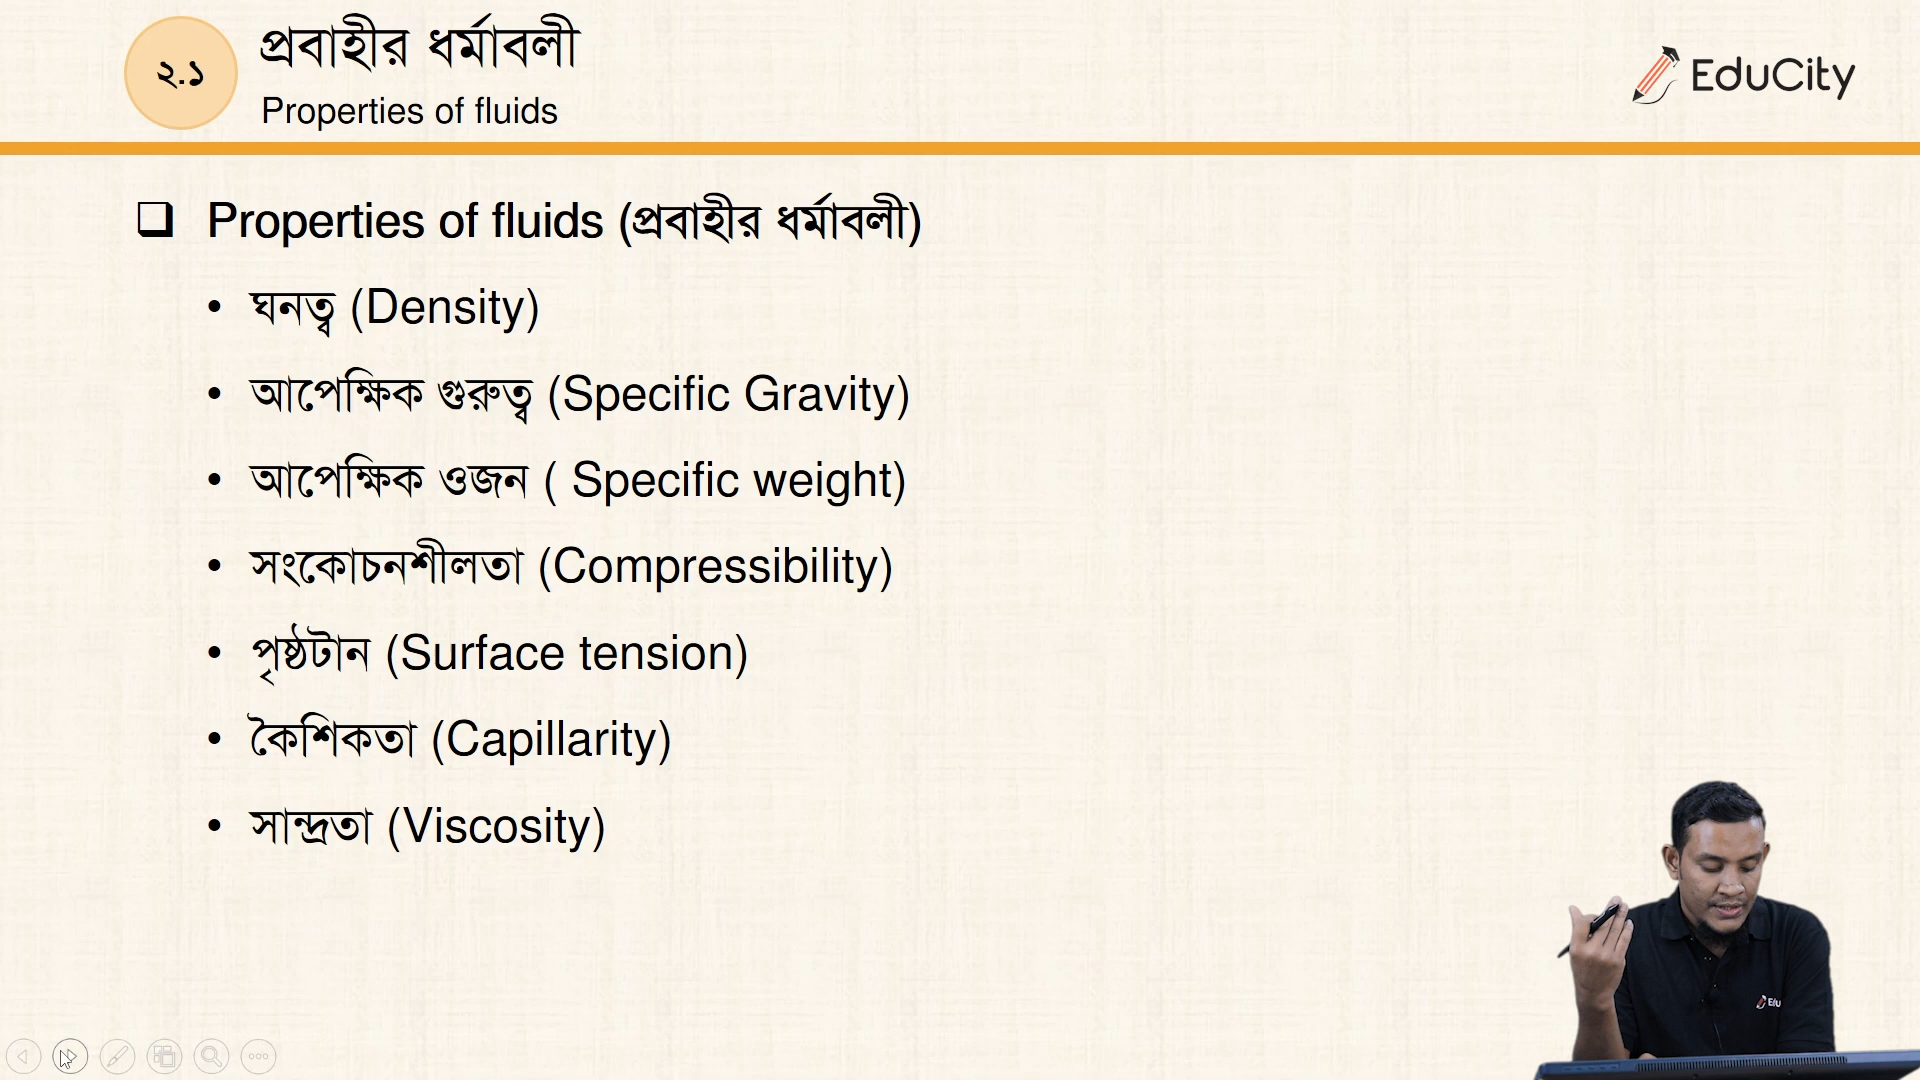 ২.১
প্রবাহীর ধর্মাবলী
Properties of fluids
EduCity
❑ Properties of fluids (প্রবাহীর ধর্মাবলী)
• ঘনত্ব (Density)
• আপেক্ষিক গুরুত্ব (Specific Gravity)
• আপেক্ষিক ওজন ( Specific weight)
• সংকোচনশীলতা (Compressibility)
• পৃষ্ঠটান (Surface tension)
• কৈশিকতা (Capillarity)
• সান্দ্রতা (Viscosity)